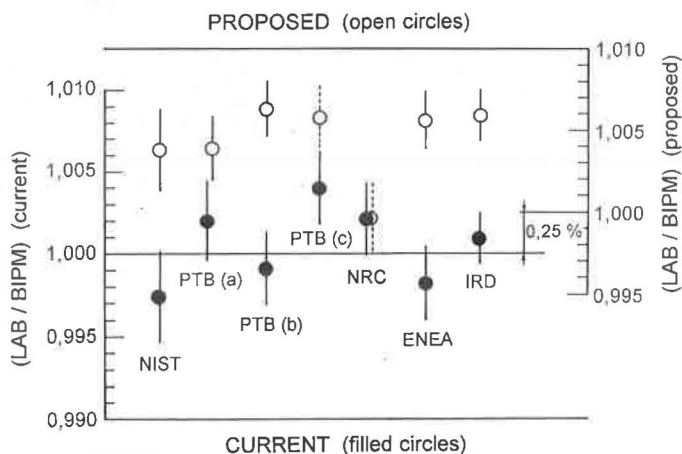 PROPOSED (open circles)
1,010
1,005
1,000
0,995
0,990
(LAB / BIPM) (current)
1,010
1,005
1,000
0,995
(LAB / BIPM) (proposed)
0,25 %
NIST
PTB (a)
PTB (b)
PTB (c)
NRC
ENEA
IRD
CURRENT (filled circles)